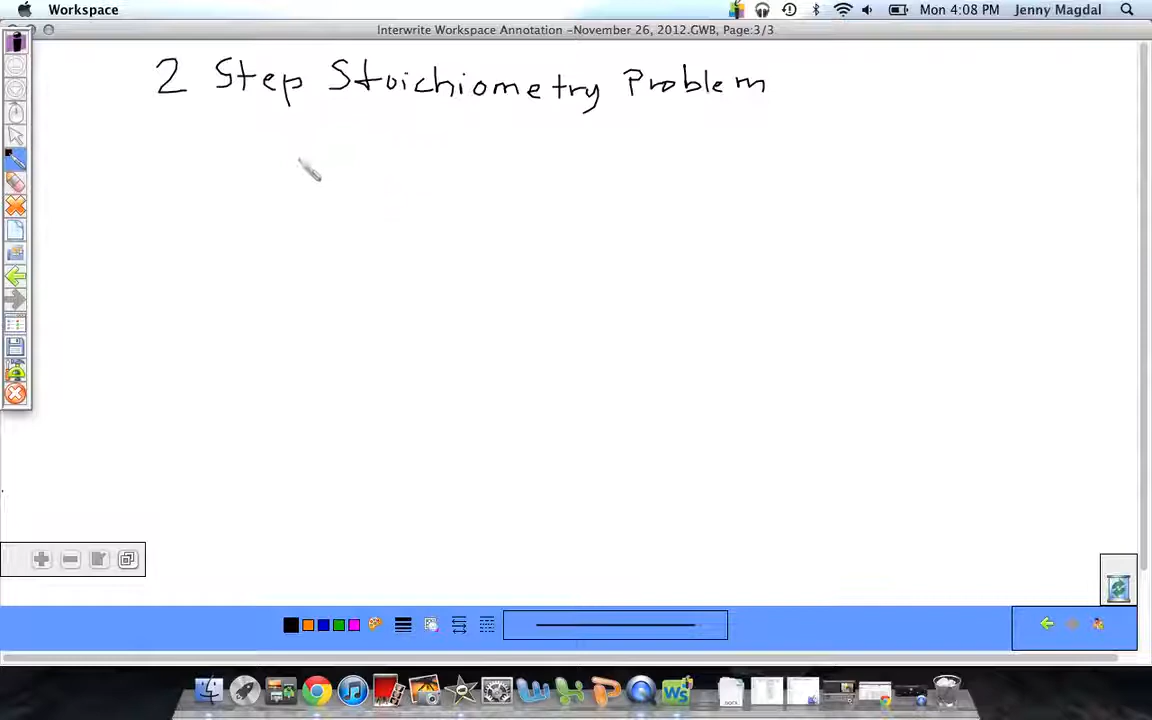 Workspace
Mon 4:08 PM Jenny Magdal
Interwrite Workspace Annotation -November 26, 2012.GWB, Page:3/3
2 Step Stoichiometry Problem
WS